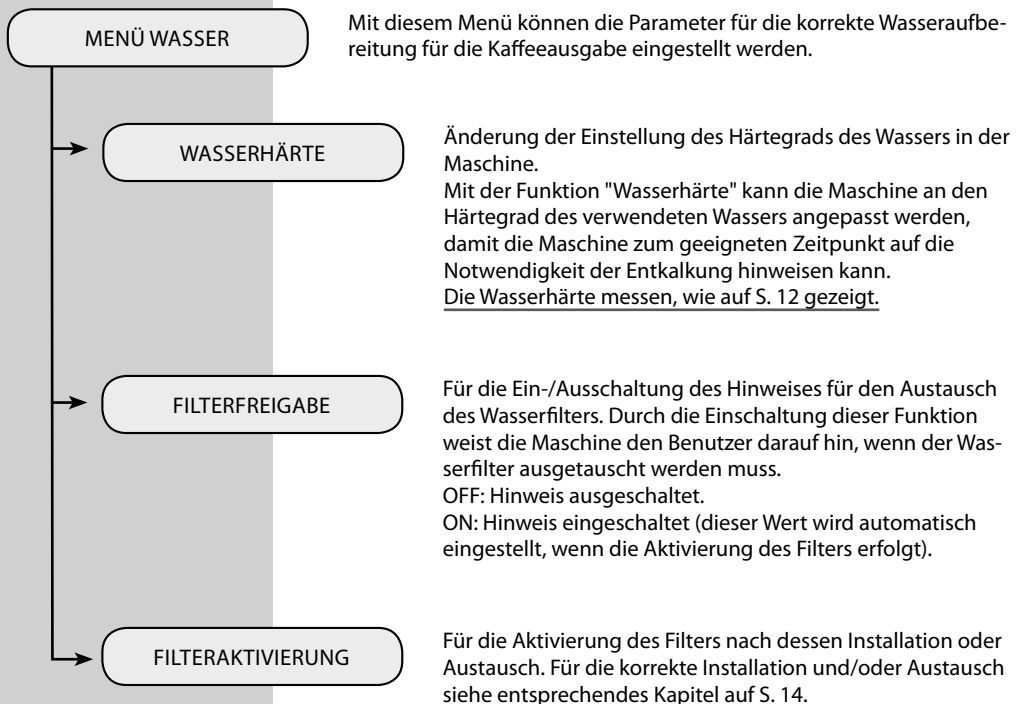 MENÜ WASSER
Mit diesem Menü können die Parameter für die korrekte Wasseraufbe-
reitung für die Kaffeeausgabe eingestellt werden.
WASSERHÄRTE
Änderung der Einstellung des Härtegrads des Wassers in der
Maschine.
Mit der Funktion "Wasserhärte" kann die Maschine an den
Härtegrad des verwendeten Wassers angepasst werden,
damit die Maschine zum geeigneten Zeitpunkt auf die
Notwendigkeit der Entkalkung hinweisen kann.
Die Wasserhärte messen, wie auf S. 12 gezeigt.
FILTERFREIGABE
Für die Ein-/Ausschaltung des Hinweises für den Austausch
des Wasserfilters. Durch die Einschaltung dieser Funktion
weist die Maschine den Benutzer darauf hin, wenn der Was-
serfilter ausgetauscht werden muss.
OFF: Hinweis ausgeschaltet.
ON: Hinweis eingeschaltet (dieser Wert wird automatisch
eingestellt, wenn die Aktivierung des Filters erfolgt).
FILTERAKTIVIERUNG
Für die Aktivierung des Filters nach dessen Installation oder
Austausch. Für die korrekte Installation und/oder Austausch
siehe entsprechendes Kapitel auf S. 14.